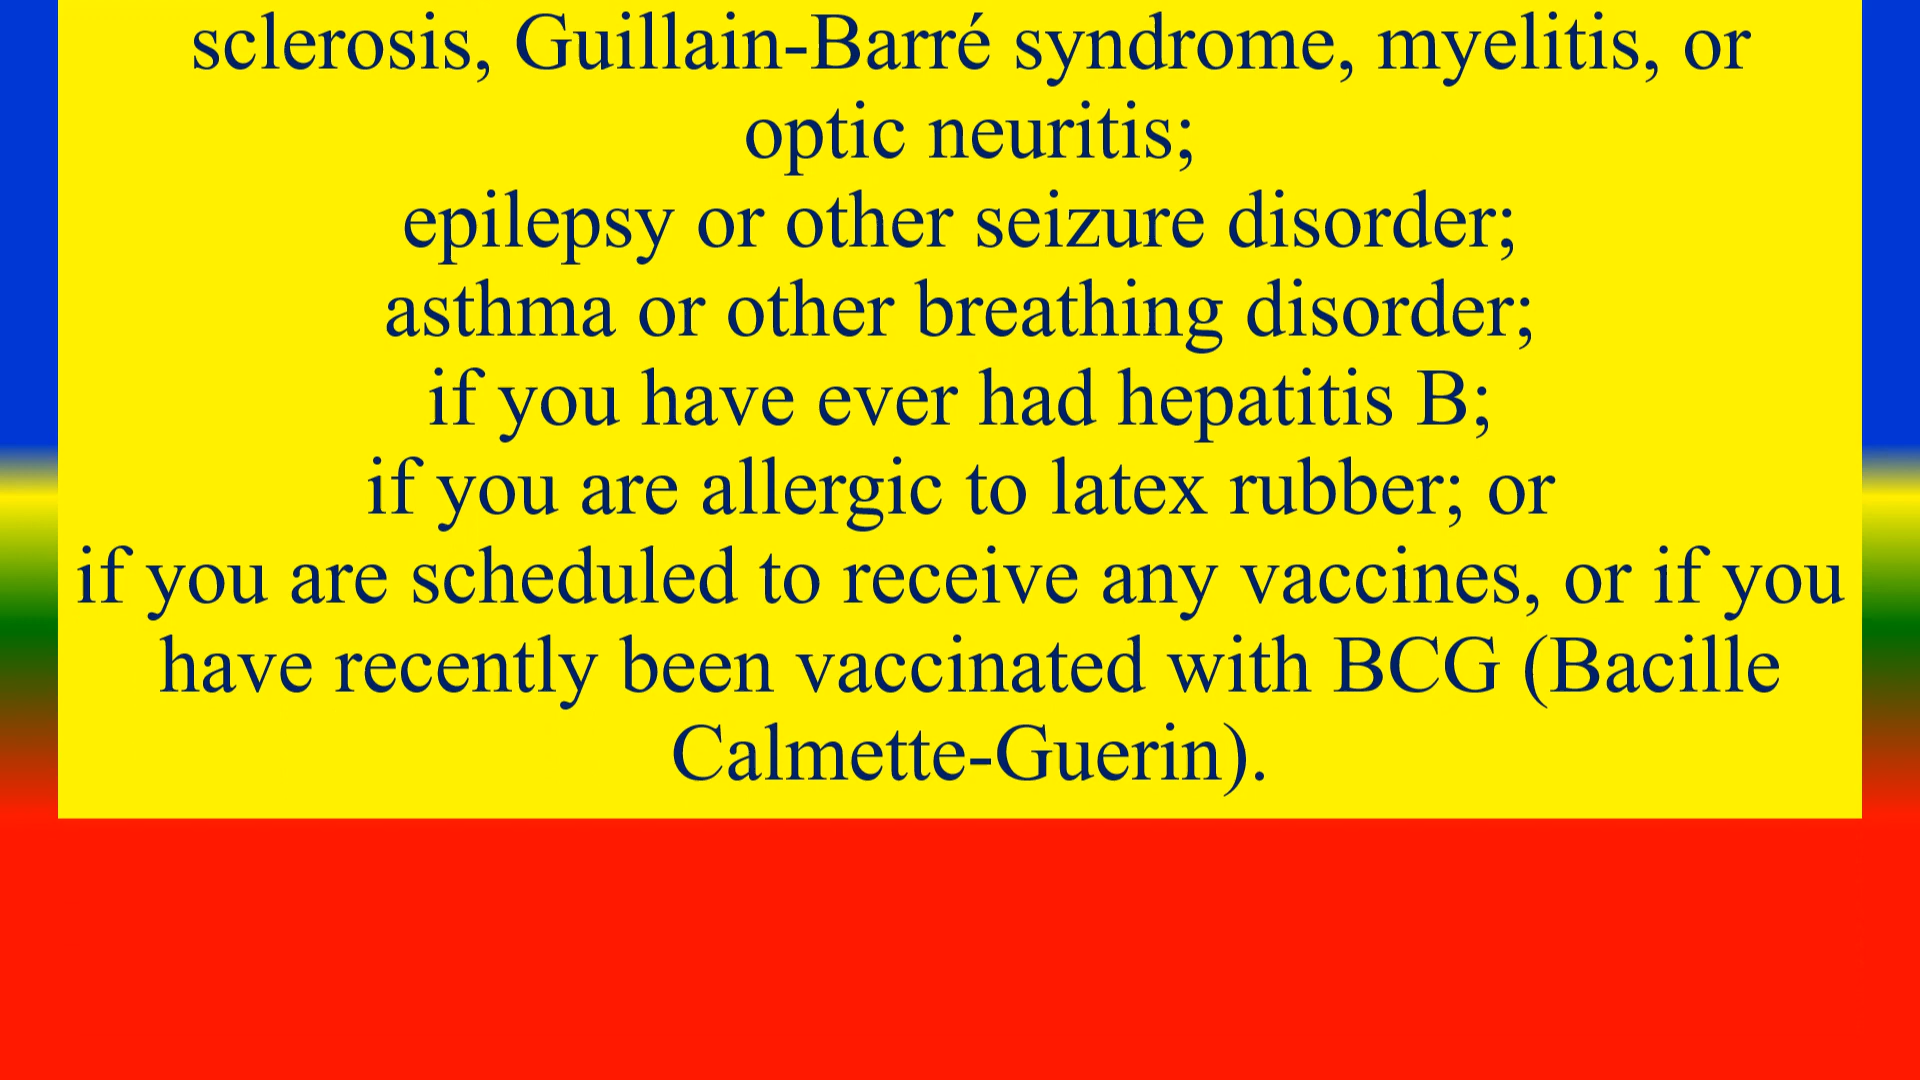 sclerosis, Guillain-Barré syndrome, myelitis, or
optic neuritis;
epilepsy or other seizure disorder;
asthma or other breathing disorder;
if you have ever had hepatitis B;
if you are allergic to latex rubber; or
if you are scheduled to receive any vaccines, or if you
have recently been vaccinated with BCG (Bacille
Calmette-Guerin).